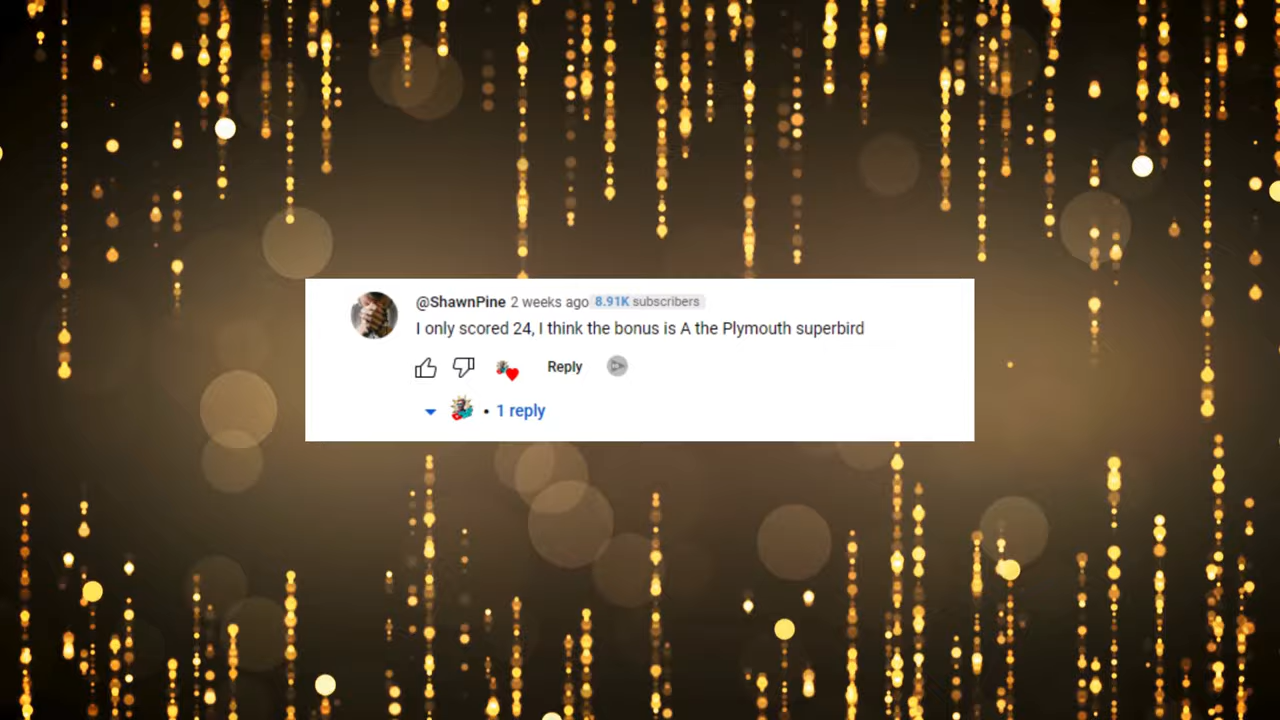 @ShawnPine 2 weeks ago 8.91K subscribers
I only scored 24, I think the bonus is A the Plymouth superbird
Reply
• 1 reply